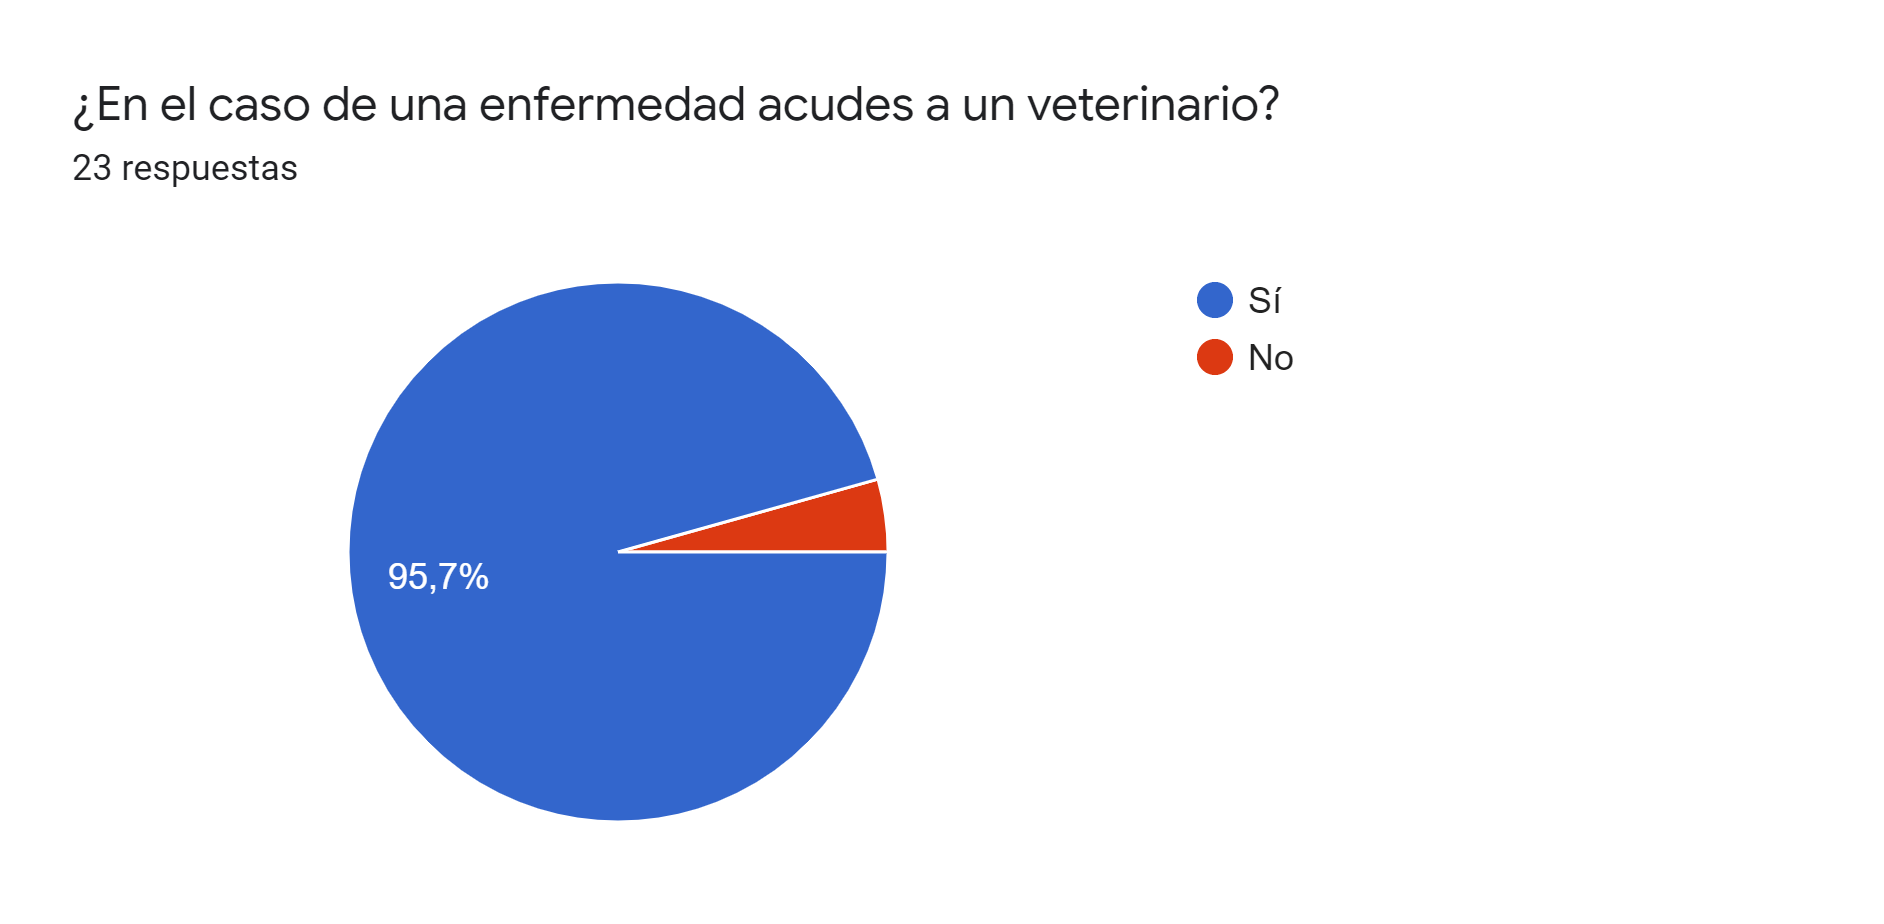 ¿En el caso de una enfermedad acudes a un veterinario?
23 respuestas
Sí
No
95,7%